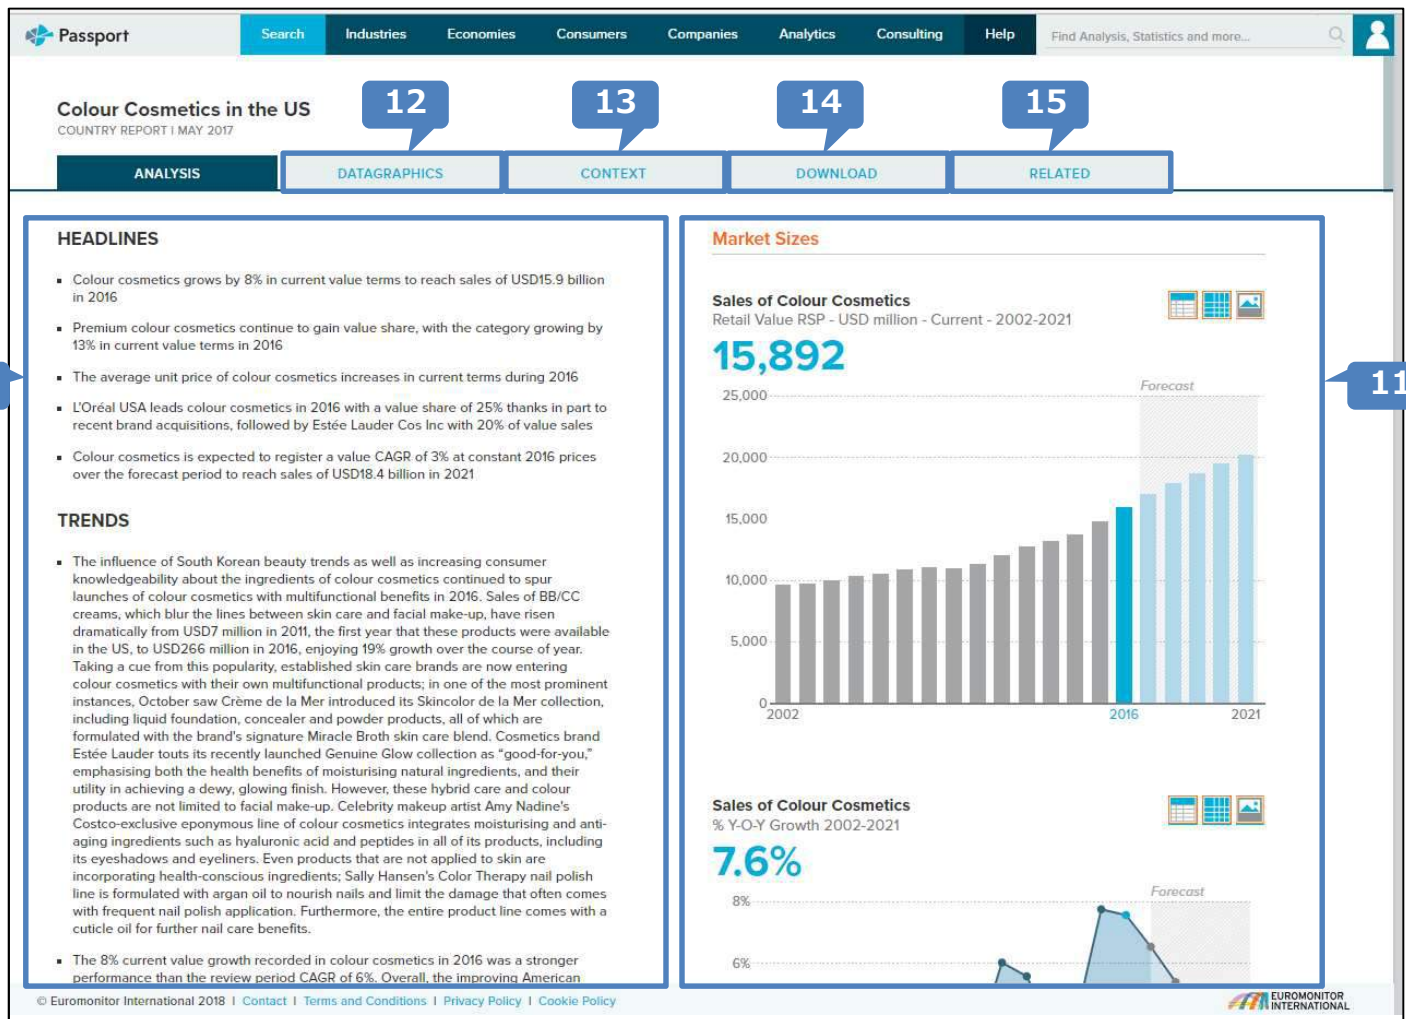 Passport
Search Industries Economies Consumers Companies Analytics Consulting Help Find Analysis, Statistics and more...
12 13 14 15
Colour Cosmetics in the US
COUNTRY REPORT I MAY 2017
ANALYSIS DATAGRAPHICS CONTEXT DOWNLOAD RELATED
HEADLINES
▪ Colour cosmetics grows by 8% in current value terms to reach sales of USD15.9 billion
in 2016
▪ Premium colour cosmetics continue to gain value share, with the category growing by
13% in current value terms in 2016
▪ The average unit price of colour cosmetics increases in current terms during 2016
▪ L'Oréal USA leads colour cosmetics in 2016 with a value share of 25% thanks in part to
recent brand acquisitions, followed by Estée Lauder Cos Inc with 20% of value sales
▪ Colour cosmetics is expected to register a value CAGR of 3% at constant 2016 prices
over the forecast period to reach sales of USD18.4 billion in 2021
TRENDS
▪ The influence of South Korean beauty trends as well as increasing consumer
knowledgeability about the ingredients of colour cosmetics continued to spur
launches of colour cosmetics with multifunctional benefits in 2016. Sales of BB/CC
creams, which blur the lines between skin care and facial make-up, have risen
dramatically from USD7 million in 2011, the first year that these products were available
in the US, to USD266 million in 2016, enjoying 19% growth over the course of year.
Taking a cue from this popularity, established skin care brands are now entering
colour cosmetics with their own multifunctional products; in one of the most prominent
instances, October saw Crème de la Mer introduced its Skincolor de la Mer collection,
including liquid foundation, concealer and powder products, all of which are
formulated with the brand's signature Miracle Broth skin care blend. Cosmetics brand
Estée Lauder touts its recently launched Genuine Glow collection as "good-for-you,"
emphasising both the health benefits of moisturising natural ingredients, and their
utility in achieving a dewy, glowing finish. However, these hybrid care and colour
products are not limited to facial make-up. Celebrity makeup artist Amy Nadine's
Costco-exclusive eponymous line of colour cosmetics integrates moisturising and anti-
aging ingredients such as hyaluronic acid and peptides in all of its products, including
its eyeshadows and eyeliners. Even products that are not applied to skin are
incorporating health-conscious ingredients; Sally Hansen's Color Therapy nail polish
line is formulated with argan oil to nourish nails and limit the damage that often comes
with frequent nail polish application. Furthermore, the entire product line comes with a
cuticle oil for further nail care benefits.
▪ The 8% current value growth recorded in colour cosmetics in 2016 was a stronger
performance than the review period CAGR of 6%. Overall, the improving American
Market Sizes
Sales of Colour Cosmetics
Retail Value RSP - USD million - Current - 2002-2021
15,892
Forecast
25,000
20,000
15,000
10,000
5,000
0
2002 2016 2021
11
Sales of Colour Cosmetics
% Y-O-Y Growth 2002-2021
7.6%
Forecast
8%
6%
© Euromonitor International 2018 I Contact I Terms and Conditions I Privacy Policy I Cookie Policy
EUROMONITOR
INTERNATIONAL